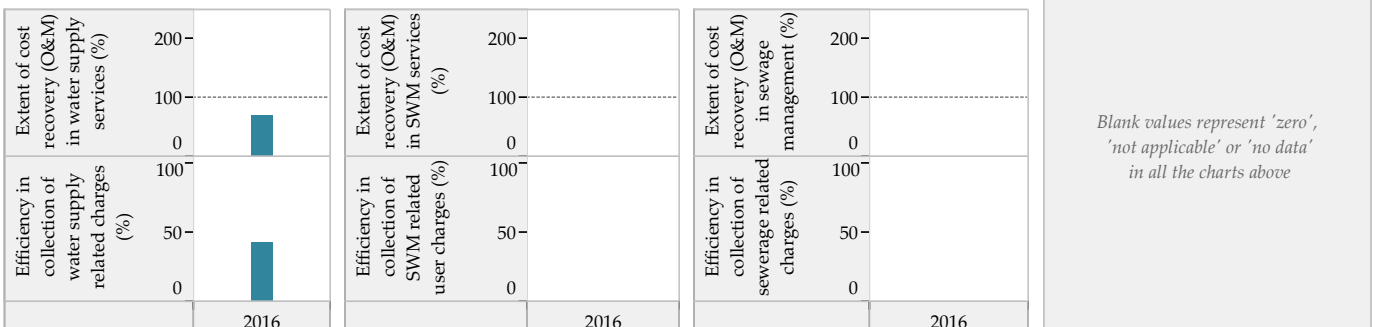 Extent of cost
recovery (O&M)
in water supply
services (%)
200
100
0
Efficiency in
collection of
water supply
related charges
(%)
100
50
0
2016
Extent of cost
recovery (O&M)
in SWM services
(%)
200
100
0
Efficiency in
collection of
SWM related
user charges (%)
100
50
0
2016
Extent of cost
recovery (O&M)
in sewage
management (%)
200
100
0
Efficiency in
collection of
sewerage related
charges (%)
100
50
0
2016
Blank values represent 'zero',
'not applicable' or 'no data'
in all the charts above